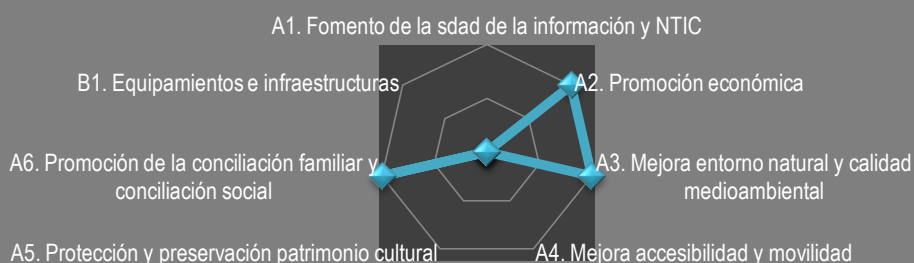 A1. Fomento de la sdad de la información y NTIC
B1. Equipamientos e infraestructuras
A2. Promoción económica
A6. Promoción de la conciliación familiar y
conciliación social
A3. Mejora entorno natural y calidad
medioambiental
A5. Protección y preservación patrimonio cultural
A4. Mejora accesibilidad y movilidad